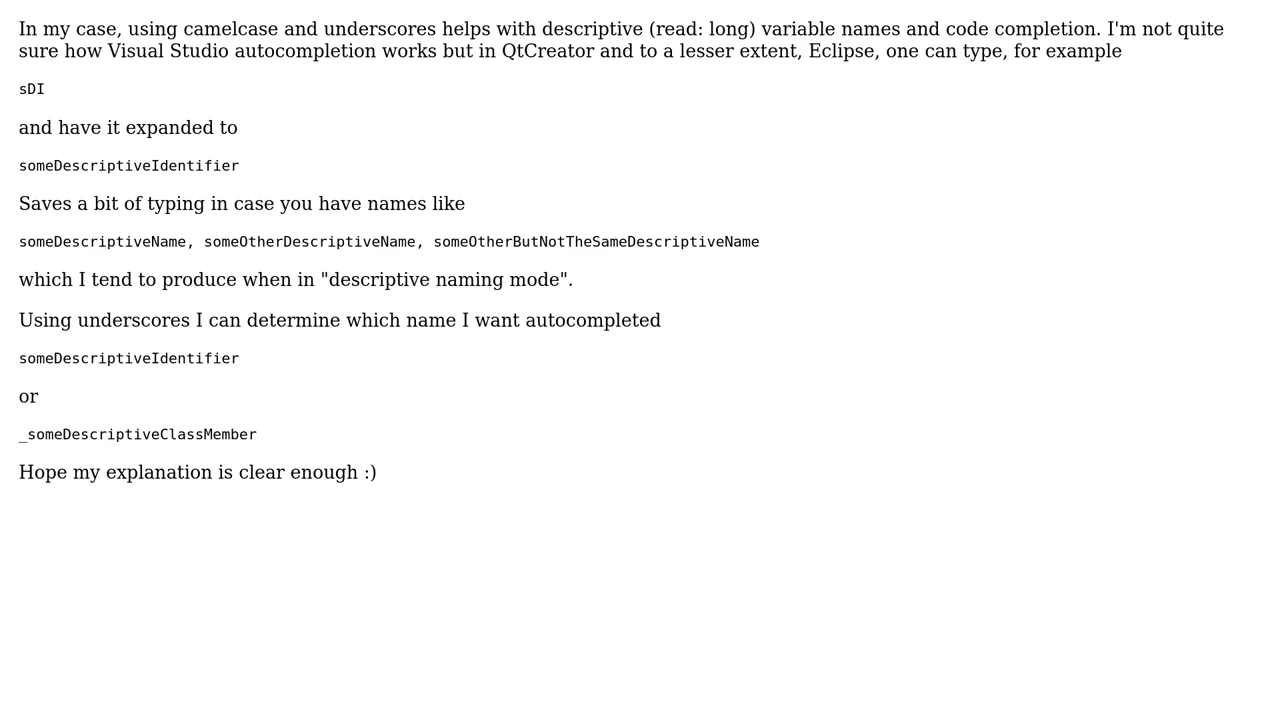 In my case, using camelcase and underscores helps with descriptive (read: long) variable names and code completion. I'm not quite
sure how Visual Studio autocompletion works but in QtCreator and to a lesser extent, Eclipse, one can type, for example
sDI
and have it expanded to
someDescriptiveIdentifier
Saves a bit of typing in case you have names like
someDescriptiveName, someOtherDescriptiveName, someOtherButNotTheSameDescriptiveName
which I tend to produce when in "descriptive naming mode".
Using underscores I can determine which name I want autocompleted
someDescriptiveIdentifier
or
_someDescriptiveClassMember
Hope my explanation is clear enough :)